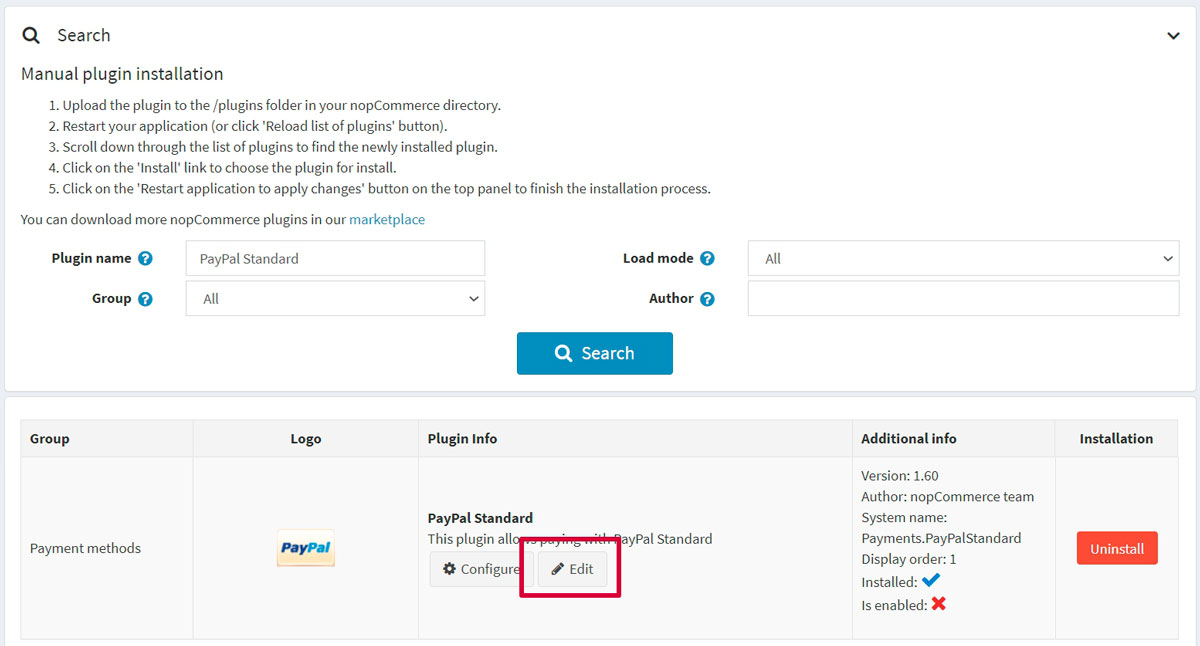 Search
Manual plugin installation
1. Upload the plugin to the /plugins folder in your nopCommerce directory.
2. Restart your application (or click 'Reload list of plugins' button).
3. Scroll down through the list of plugins to find the newly installed plugin.
4. Click on the 'Install' link to choose the plugin for install.
5. Click on the 'Restart application to apply changes' button on the top panel to finish the installation process.
You can download more nopCommerce plugins in our marketplace
Plugin name ? PayPal Standard
Load mode ? All
Group ? All
Author ?
Search
Group Logo Plugin Info Additional info Installation
Payment methods
PayPal
PayPal Standard
This plugin allows paying with PayPal Standard
Configure Edit
Version: 1.60
Author: nopCommerce team
System name:
Payments.PayPalStandard
Display order: 1
Installed:
Is enabled:
Uninstall